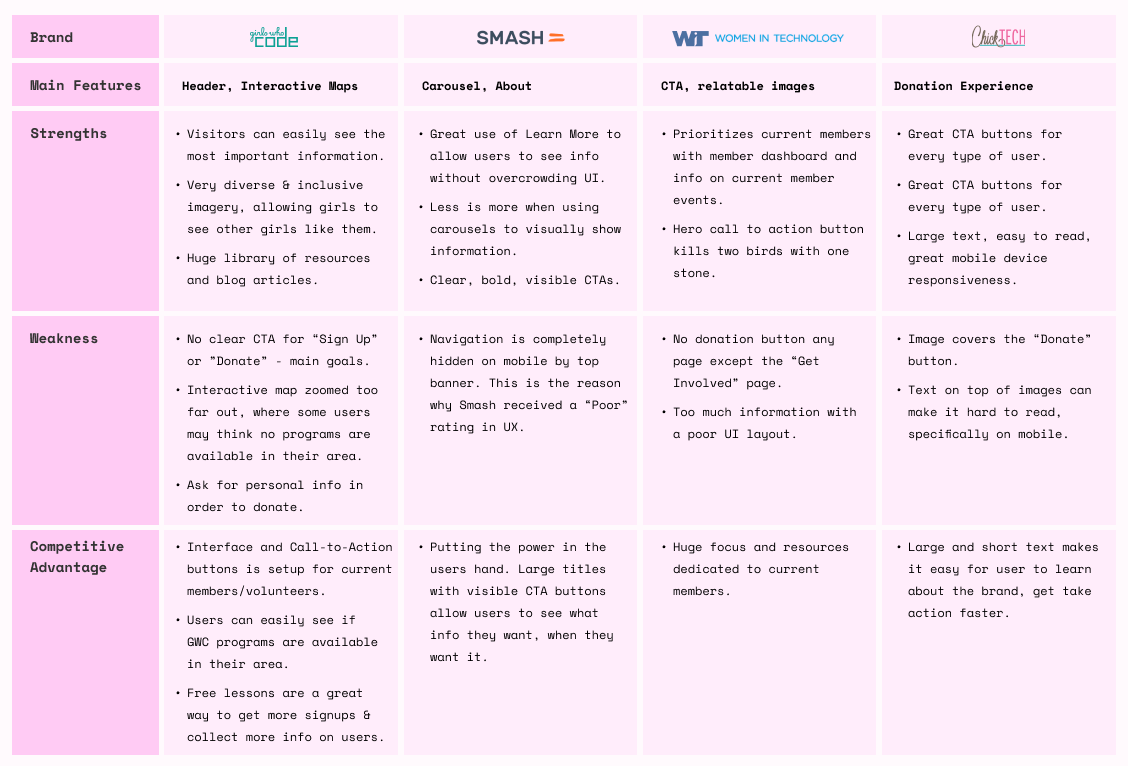 Brand
girls who
CODE
SMASH
WiT WOMEN IN TECHNOLOGY
ChickTECH
Main Features
Header, Interactive Maps
Carousel, About
CTA, relatable images
Donation Experience
Strengths
• Visitors can easily see the
most important information.
• Very diverse & inclusive
imagery, allowing girls to
see other girls like them.
• Huge library of resources
and blog articles.
• Great use of Learn More to
allow users to see info
without overcrowding UI.
• Less is more when using
carousels to visually show
information.
• Clear, bold, visible CTAs.
• Prioritizes current members
with member dashboard and
info on current member
events.
• Hero call to action button
kills two birds with one
stone.
• Great CTA buttons for
every type of user.
• Great CTA buttons for
every type of user.
• Large text, easy to read,
great mobile device
responsiveness.
Weakness
• No clear CTA for “Sign Up”
or ”Donate” - main goals.
• Interactive map zoomed too
far out, where some users
may think no programs are
available in their area.
• Ask for personal info in
order to donate.
• Navigation is completely
hidden on mobile by top
banner. This is the reason
why Smash received a “Poor”
rating in UX.
• No donation button any
page except the “Get
Involved” page.
• Too much information with
a poor UI layout.
• Image covers the “Donate”
button.
• Text on top of images can
make it hard to read,
specifically on mobile.
Competitive
Advantage
• Interface and Call-to-Action
buttons is setup for current
members/volunteers.
• Users can easily see if
GWC programs are available
in their area.
• Free lessons are a great
way to get more signups &
collect more info on users.
• Putting the power in the
users hand. Large titles
with visible CTA buttons
allow users to see what
info they want, when they
want it.
• Huge focus and resources
dedicated to current
members.
• Large and short text makes
it easy for user to learn
about the brand, get take
action faster.